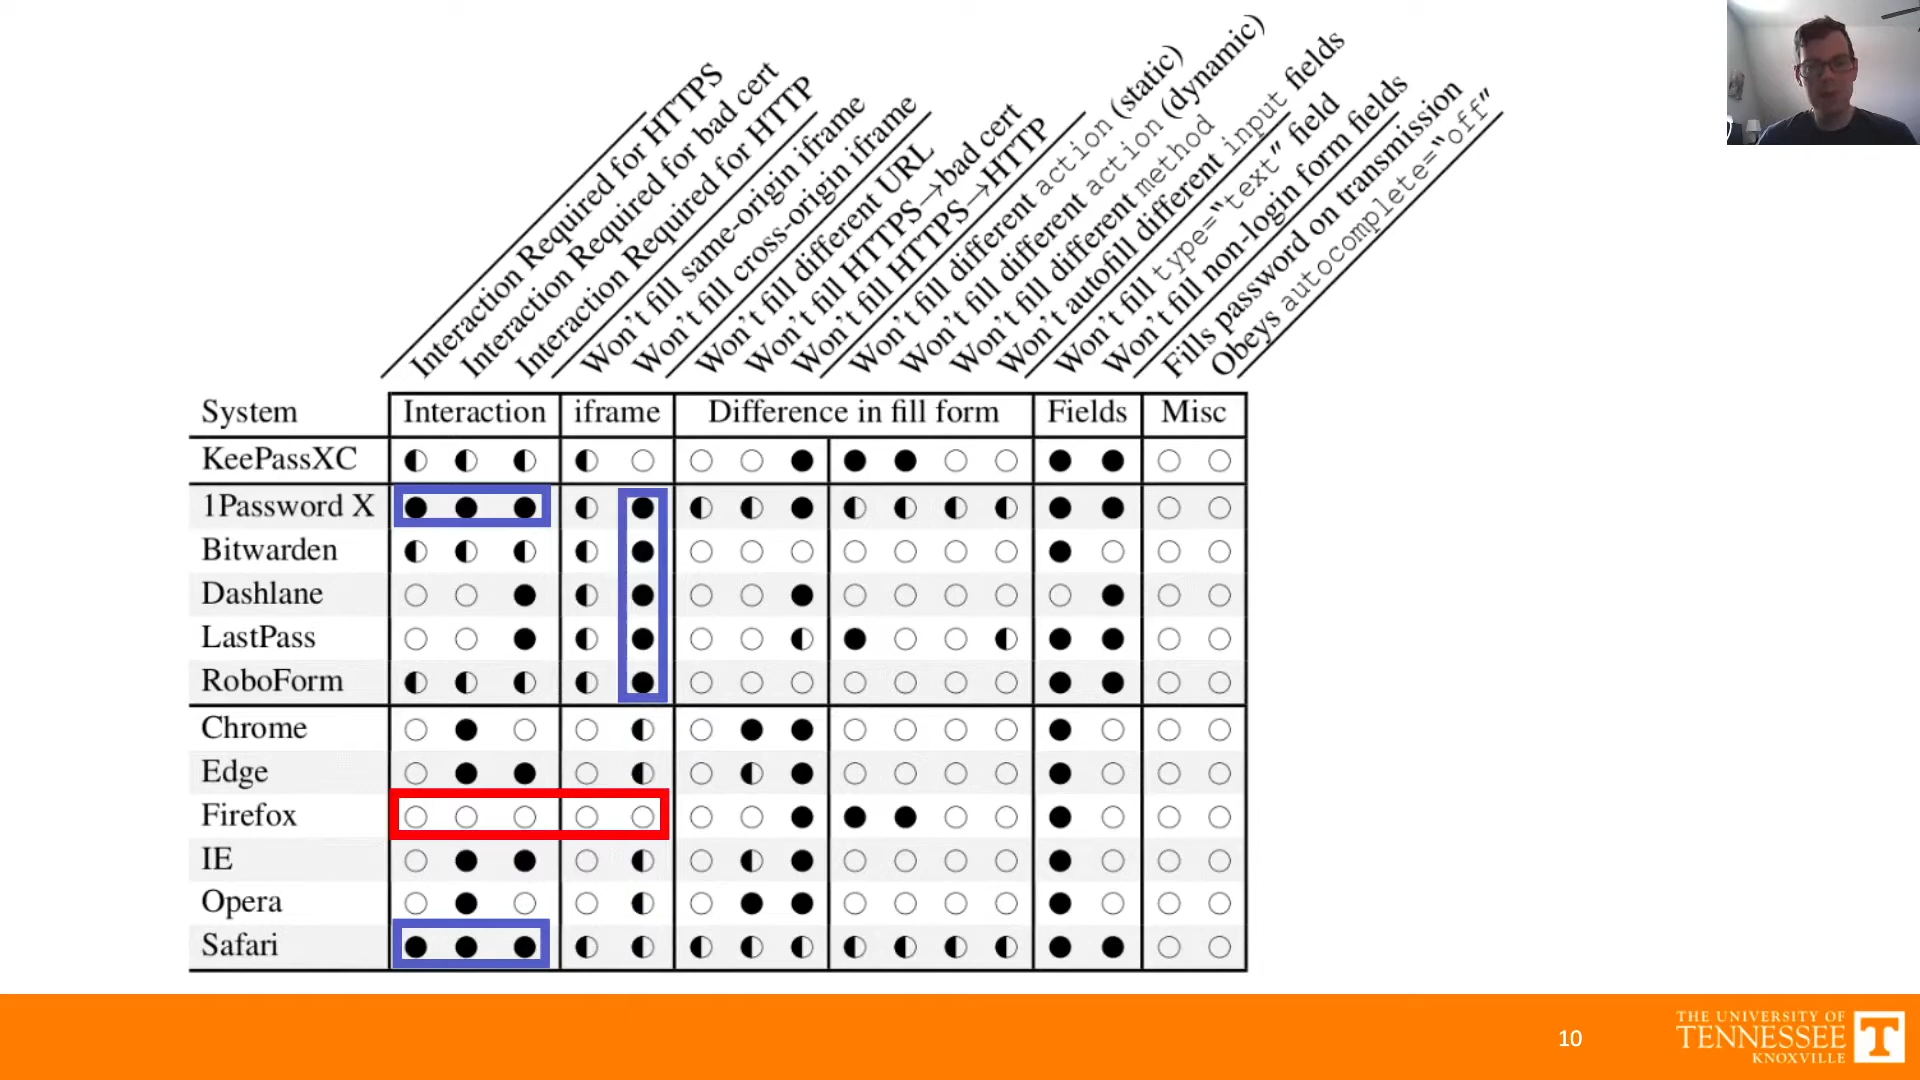 Interaction Required for HTTPS
Interaction Required for bad cert
Interaction Required for HTTP
Won't fill same-origin iframe
Won't fill cross-origin iframe
Won't fill different URL
Won't fill HTTPS→bad cert
Won't fill HTTPS→HTTP
Won't fill different action (static)
Won't fill different action (dynamic)
Won't fill different method
Won't autofill different input fields
Won't fill type="text" field
Won't fill non-login form fields
Fills password on transmission
Obeys autocomplete="off"
System Interaction iframe Difference in fill form Fields Misc
KeePassXC ◐ ◐ ◐ ◐ ○ ○ ○ ● ● ● ○ ○ ● ● ○ ○
1Password X ● ● ● ◐ ● ◐ ◐ ● ◐ ◐ ◐ ◐ ● ● ○ ○
Bitwarden ◐ ◐ ◐ ◐ ● ○ ○ ○ ○ ○ ○ ○ ● ○ ○ ○
Dashlane ○ ○ ● ◐ ● ○ ○ ● ○ ○ ○ ○ ○ ● ○ ○
LastPass ○ ○ ● ◐ ● ○ ○ ◐ ● ○ ○ ◐ ● ● ○ ○
RoboForm ◐ ◐ ◐ ◐ ● ○ ○ ○ ○ ○ ○ ○ ● ● ○ ○
Chrome ○ ● ○ ○ ◐ ○ ● ● ○ ○ ○ ○ ● ○ ○ ○
Edge ○ ● ● ○ ◐ ○ ◐ ● ○ ○ ○ ○ ● ○ ○ ○
Firefox ○ ○ ○ ○ ○ ○ ○ ● ● ● ○ ○ ● ○ ○ ○
IE ○ ● ● ○ ◐ ○ ◐ ● ○ ○ ○ ○ ● ○ ○ ○
Opera ○ ● ○ ○ ◐ ○ ● ● ○ ○ ○ ○ ● ○ ○ ○
Safari ● ● ● ◐ ◐ ◐ ◐ ◐ ◐ ◐ ◐ ◐ ● ● ○ ○
10
THE UNIVERSITY OF
TENNESSEE
KNOXVILLE
T